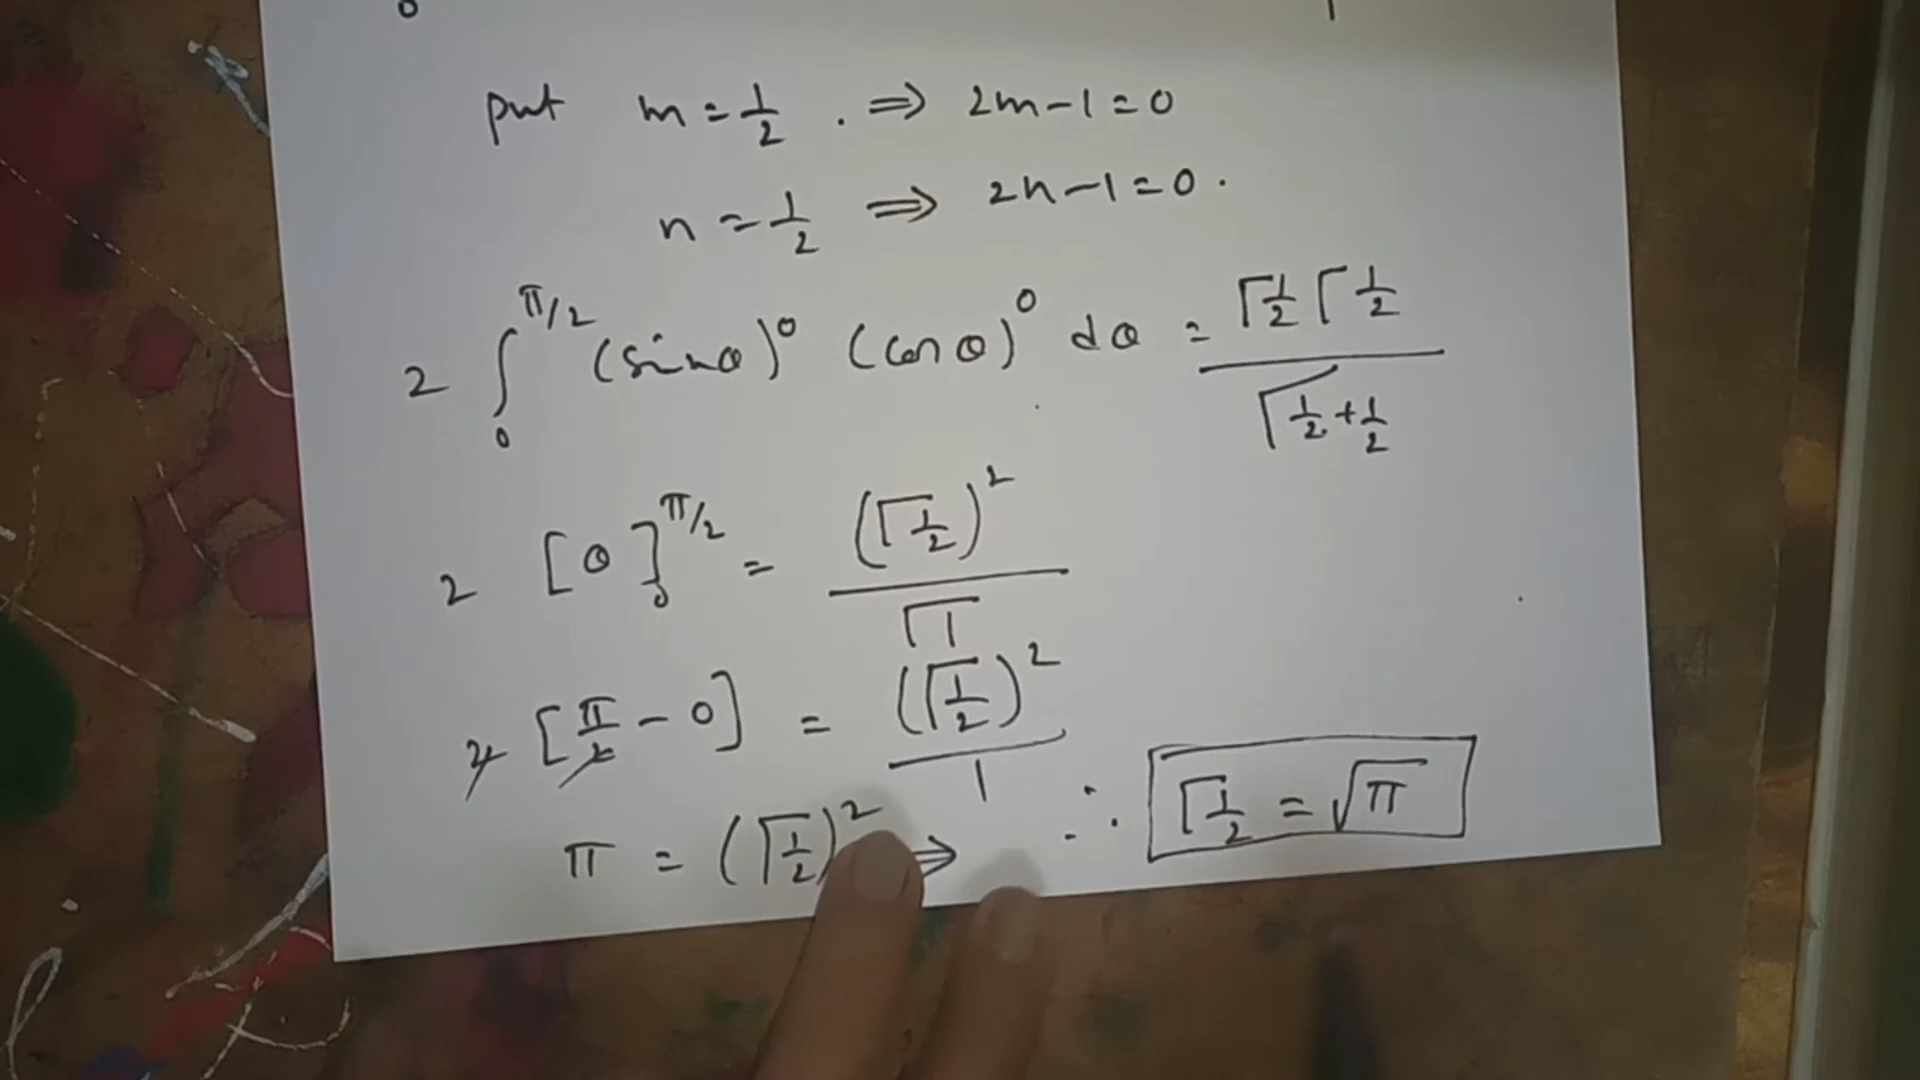 put m = 1/2 . ⇒ 2m-1=0
n = 1/2 ⇒ 2n-1=0.
2 ∫₀^{π/2} (sinθ)⁰ (cosθ)⁰ dθ = Γ1/2 Γ1/2 / Γ1/2+1/2
2 [θ]₀^{π/2} = (Γ1/2)² / Γ1
2 [π/2 - 0] = (Γ1/2)² / 1
π = (Γ1/2)² ⇒ ∴ Γ1/2 = √π